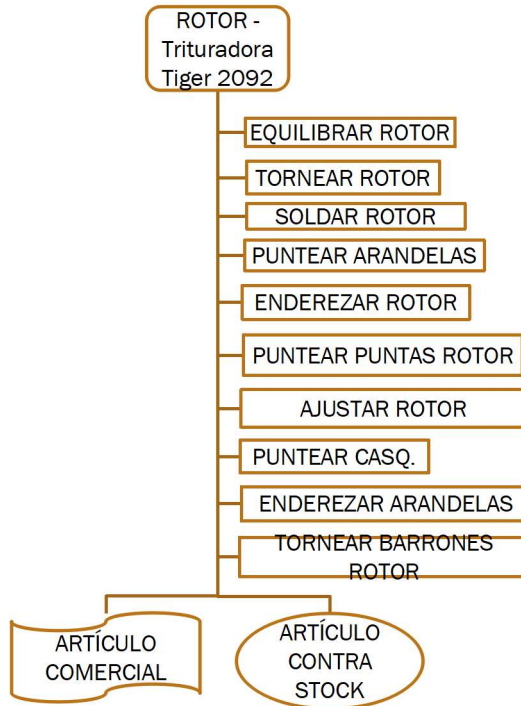 ROTOR -
Trituradora
Tiger 2092
EQUILIBRAR ROTOR
TORNEAR ROTOR
SOLDAR ROTOR
PUNTEAR ARANDELAS
ENDEREZAR ROTOR
PUNTEAR PUNTAS ROTOR
AJUSTAR ROTOR
PUNTEAR CASQ.
ENDEREZAR ARANDELAS
TORNEAR BARRONES
ROTOR
ARTÍCULO
COMERCIAL
ARTÍCULO
CONTRA
STOCK